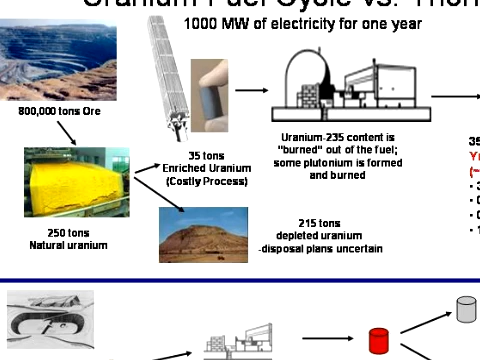 Uranium Fuel Cycle vs. Thor
1000 MW of electricity for one year
800,000 tons Ore
35 tons
Enriched Uranium
(Costly Process)
Uranium-235 content is
"burned" out of the fuel;
some plutonium is formed
and burned
250 tons
Natural uranium
215 tons
depleted uranium
-disposal plans uncertain
35